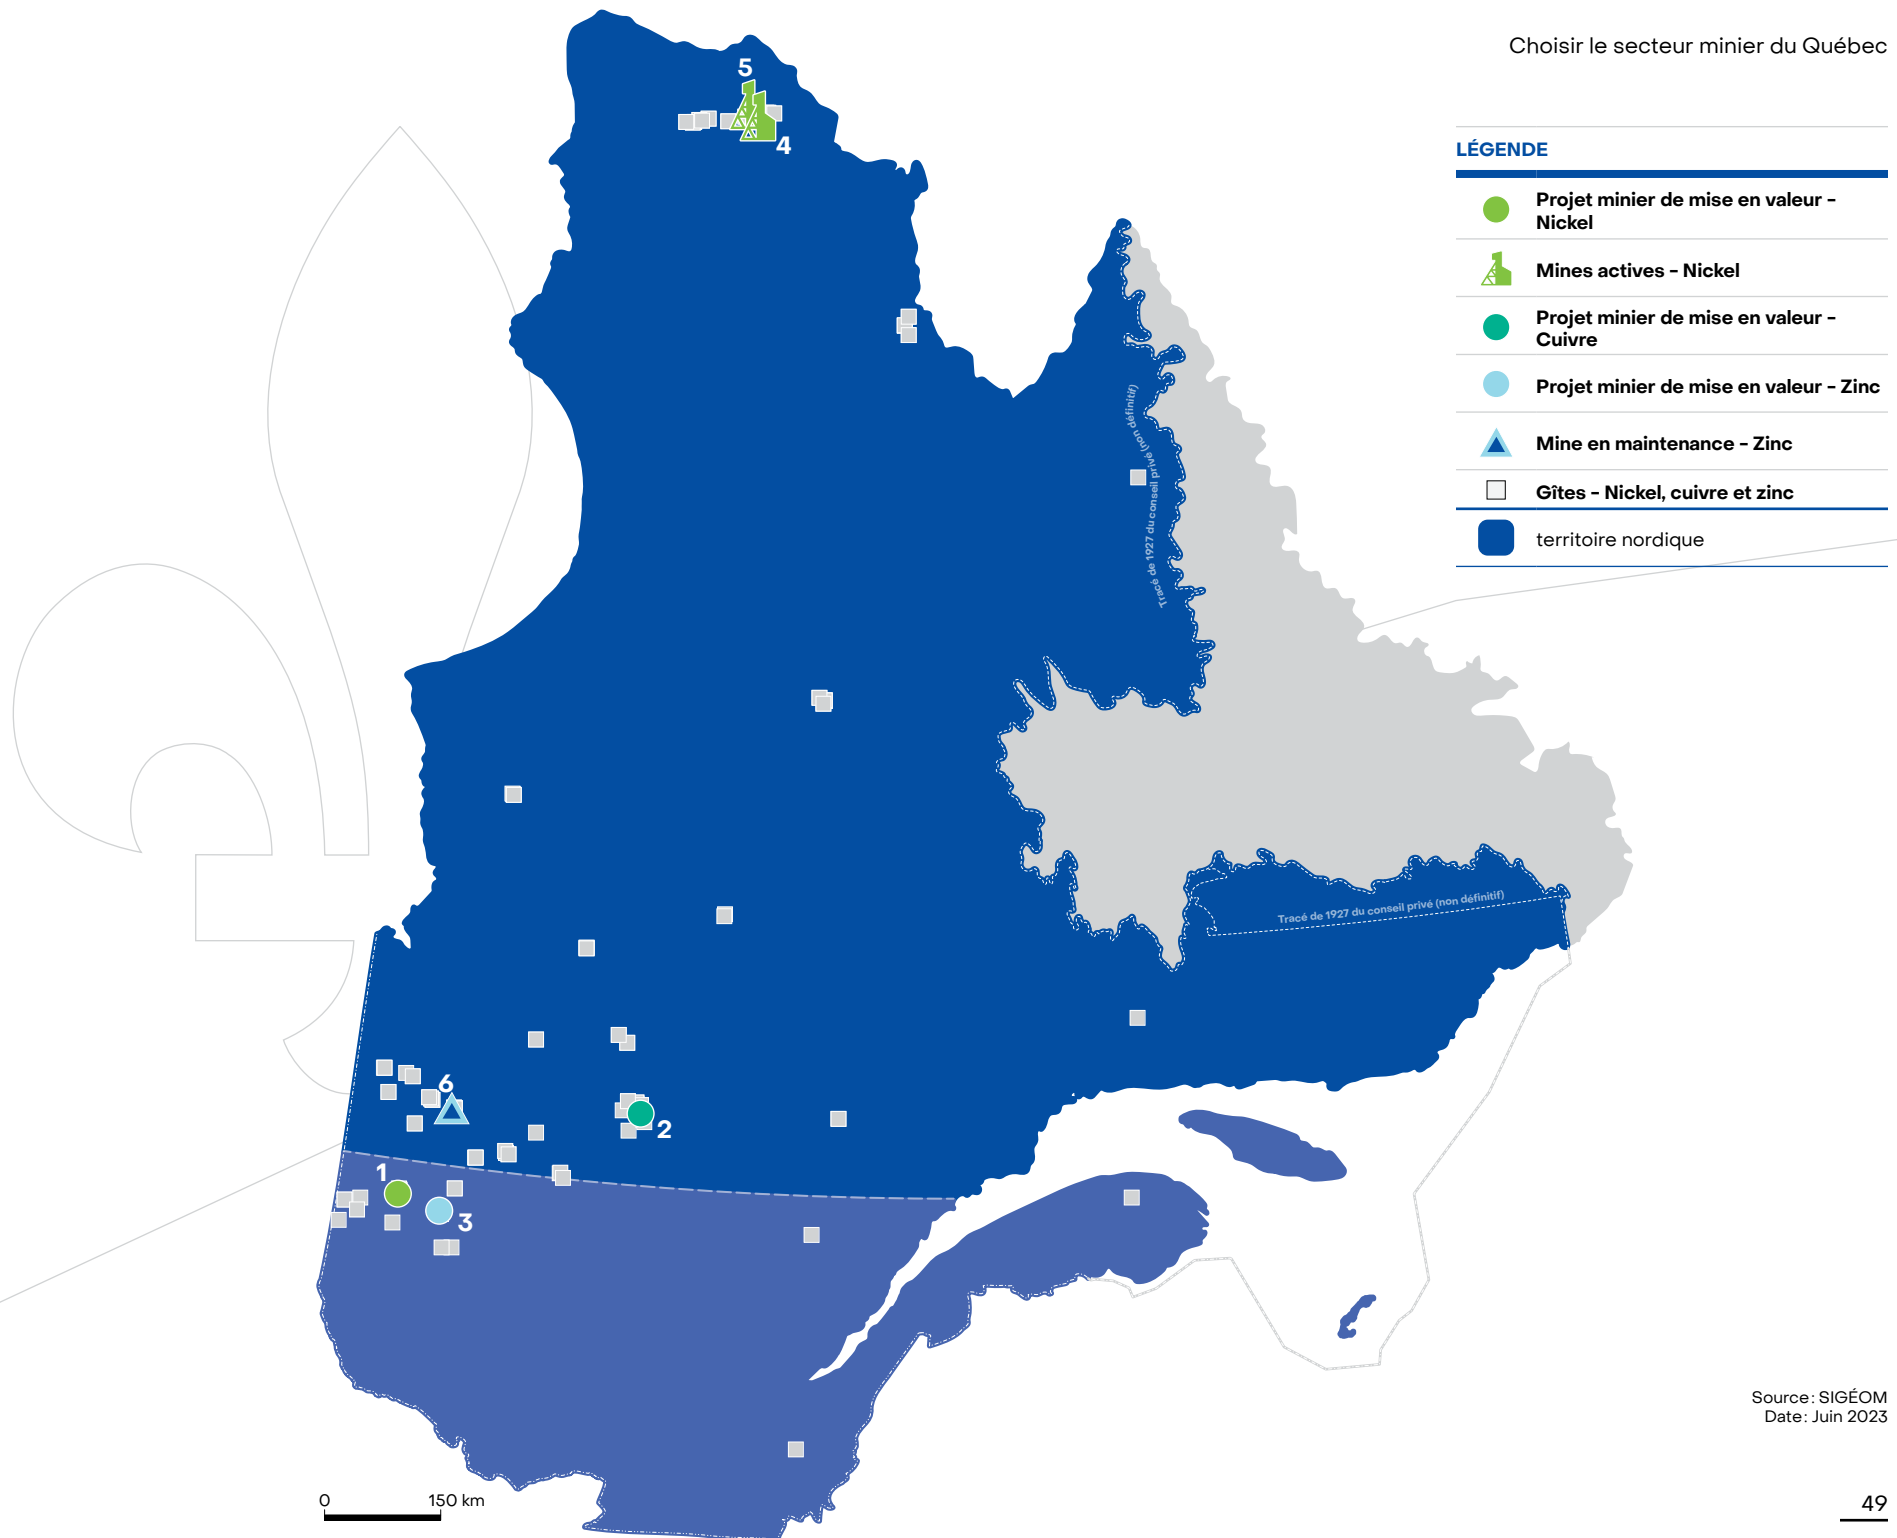 Choisir le secteur minier du Québec
LÉGENDE
Projet minier de mise en valeur –
Nickel
Mines actives – Nickel
Projet minier de mise en valeur –
Cuivre
Projet minier de mise en valeur – Zinc
Mine en maintenance – Zinc
Gîtes – Nickel, cuivre et zinc
territoire nordique
5
4
Tracé de 1927 du conseil privé (non définitif)
Tracé de 1927 du conseil privé (non définitif)
6
2
1
3
0 150 km
Source : SIGÉOM
Date : Juin 2023
49